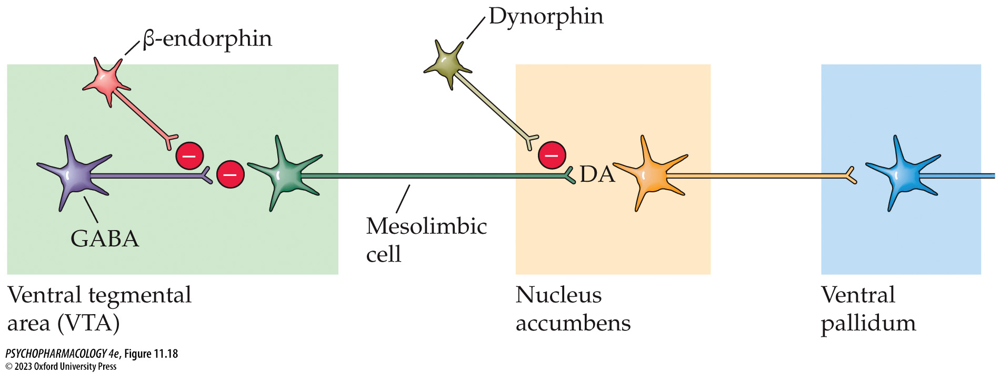 β-endorphin
Dynorphin
–
–
–
DA
GABA
Mesolimbic
cell
Ventral tegmental
area (VTA)
Nucleus
accumbens
Ventral
pallidum
PSYCHOPHARMACOLOGY 4e, Figure 11.18
© 2023 Oxford University Press